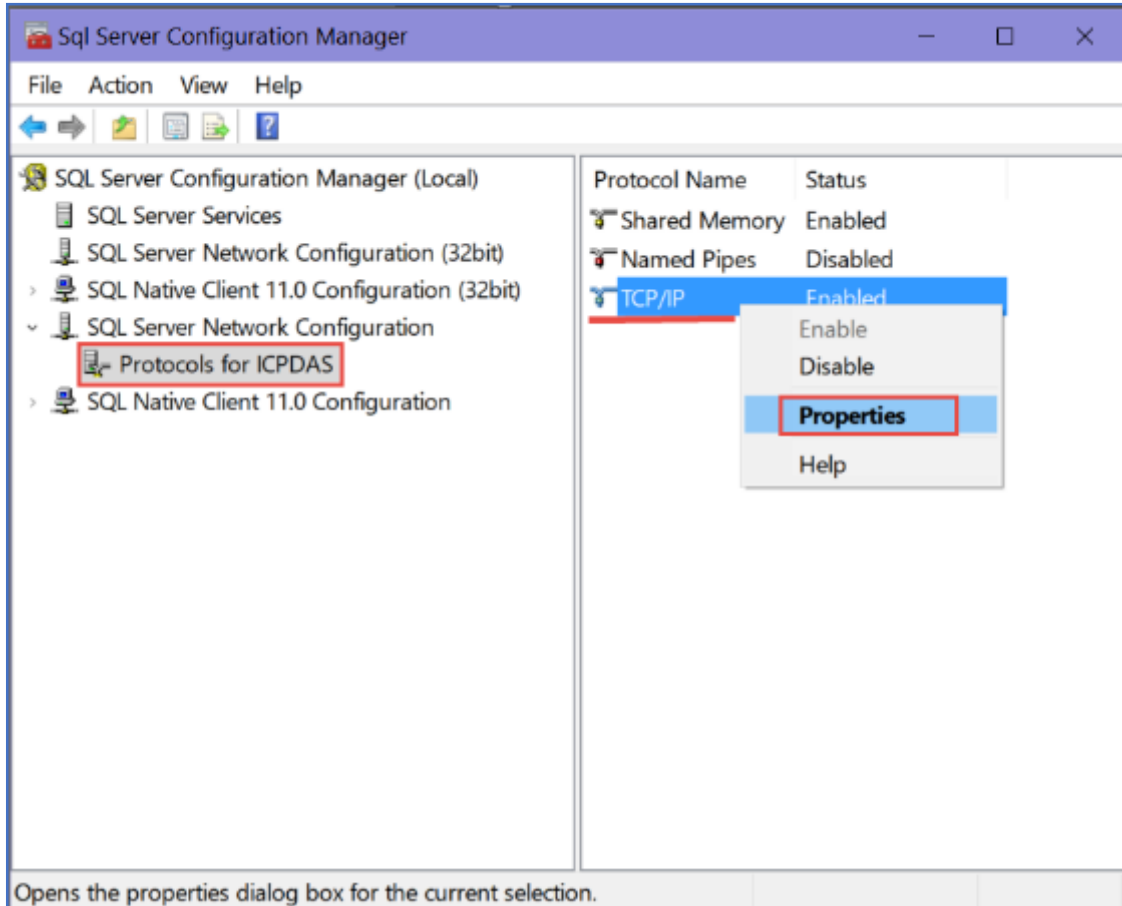 Sql Server Configuration Manager
File Action View Help
SQL Server Configuration Manager (Local)
SQL Server Services
SQL Server Network Configuration (32bit)
SQL Native Client 11.0 Configuration (32bit)
SQL Server Network Configuration
Protocols for ICPDAS
SQL Native Client 11.0 Configuration
Protocol Name Status
Shared Memory Enabled
Named Pipes Disabled
TCP/IP Enabled
Enable
Disable
Properties
Help
Opens the properties dialog box for the current selection.